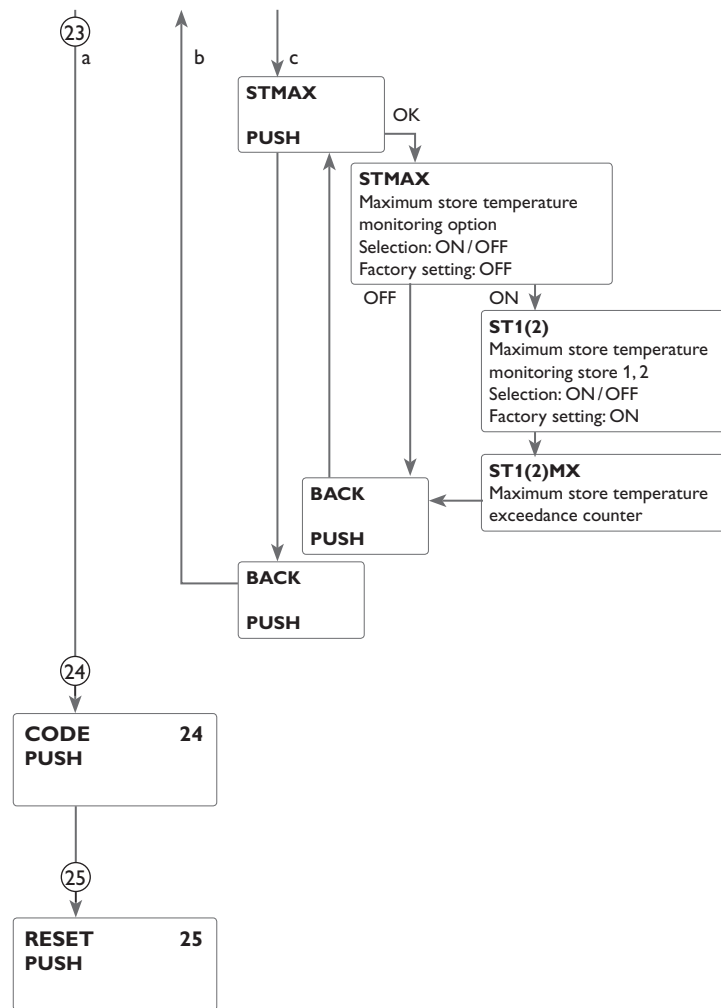 23
a
b
c
STMAX
PUSH
OK
STMAX
Maximum store temperature
monitoring option
Selection: ON / OFF
Factory setting: OFF
OFF
ON
ST1(2)
Maximum store temperature
monitoring store 1, 2
Selection: ON / OFF
Factory setting: ON
ST1(2)MX
Maximum store temperature
exceedance counter
BACK
PUSH
BACK
PUSH
24
CODE 24
PUSH
25
RESET 25
PUSH